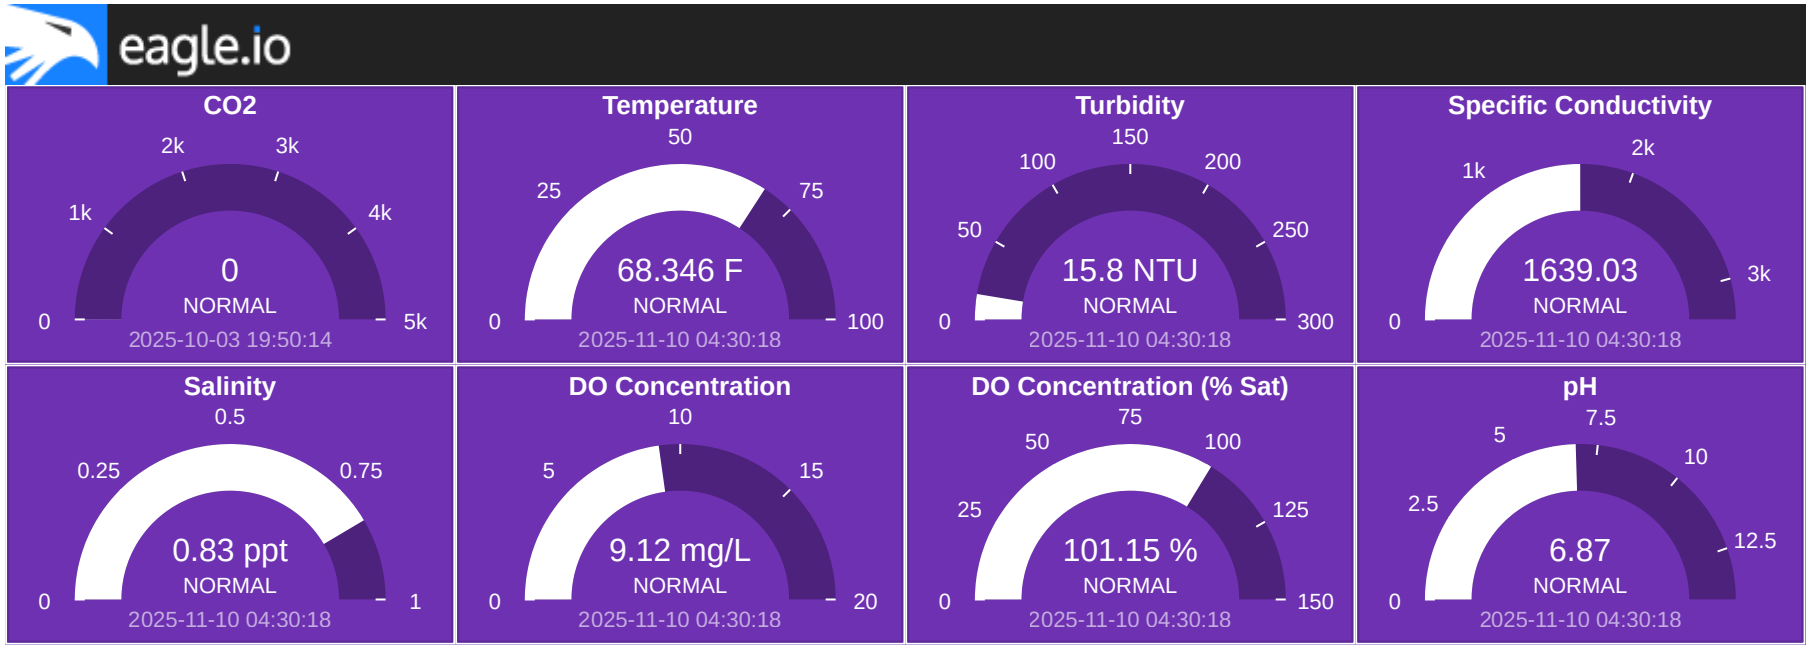 eagle.io
CO2
2k 3k
1k 4k
0 5k
0
NORMAL
2025-10-03 19:50:14
Temperature
50
25 75
0 100
68.346 F
NORMAL
2025-11-10 04:30:18
Turbidity
150
100 200
50 250
0 300
15.8 NTU
NORMAL
2025-11-10 04:30:18
Specific Conductivity
2k
1k
3k
0
1639.03
NORMAL
2025-11-10 04:30:18
Salinity
0.5
0.25 0.75
0 1
0.83 ppt
NORMAL
2025-11-10 04:30:18
DO Concentration
10
5 15
0 20
9.12 mg/L
NORMAL
2025-11-10 04:30:18
DO Concentration (% Sat)
75
50 100
25 125
0 150
101.15 %
NORMAL
2025-11-10 04:30:18
pH
7.5
5 10
2.5 12.5
0
6.87
NORMAL
2025-11-10 04:30:18